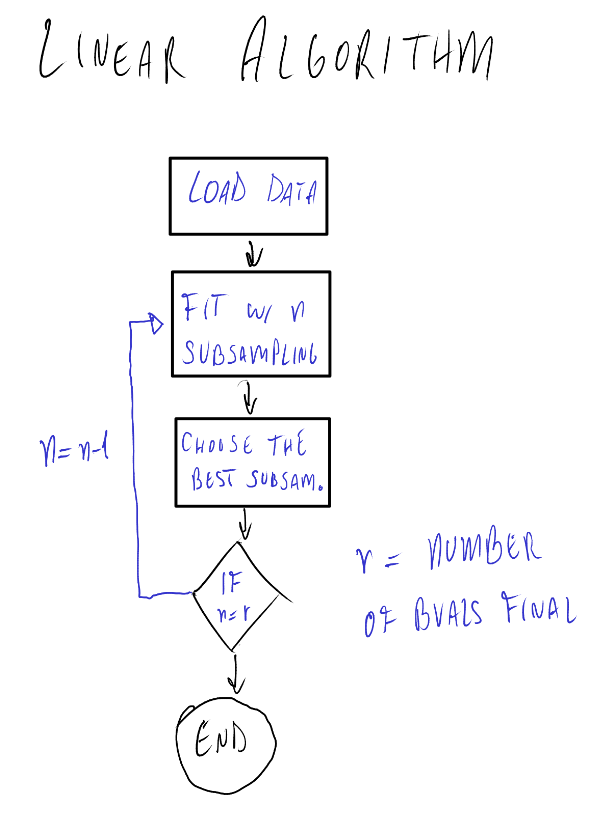 LINEAR ALGORITHM
LOAD DATA
FIT W/ n
SUBSAMPLING
CHOOSE THE
BEST SUBSAM.
n=n-1
IF
n=r
r = NUMBER
OF BVALS FINAL
END